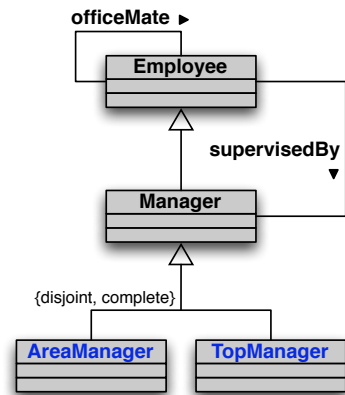 officeMate ►
Employee
supervisedBy
▼
Manager
{disjoint, complete}
AreaManager
TopManager